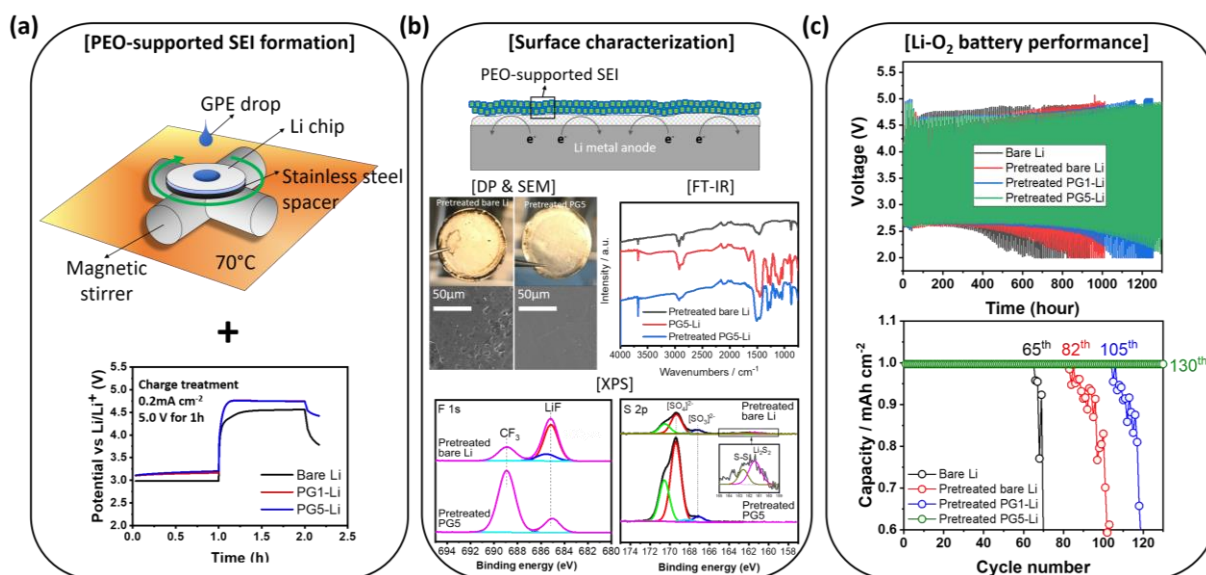 (a)
[PEO-supported SEI formation]
GPE drop
Li chip
Stainless steel
spacer
Magnetic
stirrer
70°C
+
Potential vs Li/Li⁺ (V)
5.0
4.5
4.0
3.5
3.0
2.5
Charge treatment
0.2mA cm⁻²
5.0 V for 1h
Bare Li
PG1-Li
PG5-Li
0.0 0.5 1.0 1.5 2.0 2.5
Time (h)
(b)
[Surface characterization]
PEO-supported SEI
e⁻ e⁻ e⁻ e⁻
Li metal anode
[DP & SEM]
Pretreated bare Li
Pretreated PG5
50μm
50μm
[FT-IR]
Intensity / a.u.
Pretreated bare Li
PG5-Li
Pretreated PG5-Li
4000 3500 3000 2500 2000 1500 1000
Wavenumbers / cm⁻¹
[XPS]
F 1s
CF₃
LiF
Pretreated
bare Li
Pretreated
PG5
694 692 690 688 686 684 682 680
Binding energy (eV)
S 2p
[SO₄]²⁻
[SO₃]²⁻
Pretreated
bare Li
Li₂S₂
Pretreated
PG5
174 172 170 168 166 164 162 160 158
Binding energy (eV)
(c)
[Li-O₂ battery performance]
Voltage (V)
5.0
4.5
4.0
3.5
3.0
2.5
2.0
Bare Li
Pretreated bare Li
Pretreated PG1-Li
Pretreated PG5-Li
0 200 400 600 800 1000 1200
Time (hour)
Capacity / mAh cm⁻²
1.1
1.0
0.9
0.8
0.7
0.6
65ᵗʰ
82ᵗʰ
105ᵗʰ
130ᵗʰ
Bare Li
Pretreated bare Li
Pretreated PG1-Li
Pretreated PG5-Li
0 20 40 60 80 100 120
Cycle number